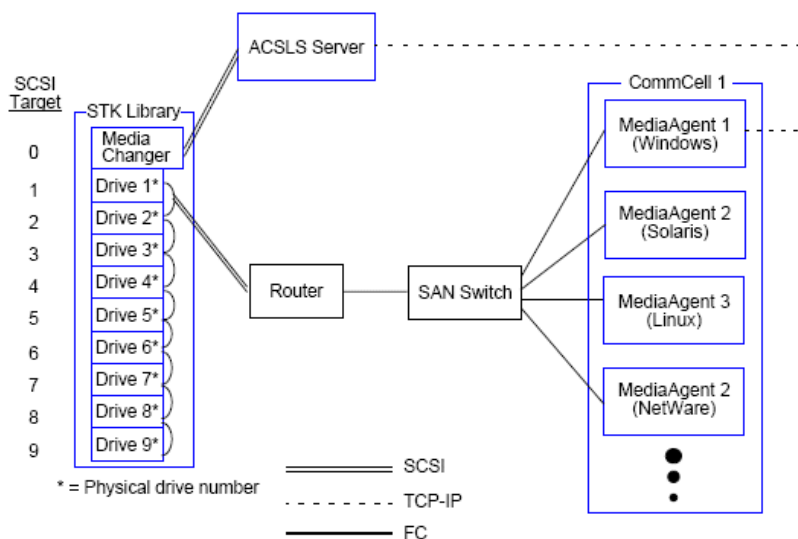 ACSLS Server
SCSI
Target
STK Library
CommCell 1
0
Media
Changer
MediaAgent 1
(Windows)
1
Drive 1*
2
Drive 2*
MediaAgent 2
(Solaris)
3
Drive 3*
4
Drive 4*
Router
SAN Switch
MediaAgent 3
(Linux)
5
Drive 5*
6
Drive 6*
7
Drive 7*
MediaAgent 2
(NetWare)
8
Drive 8*
9
Drive 9*
* = Physical drive number
SCSI
TCP-IP
FC